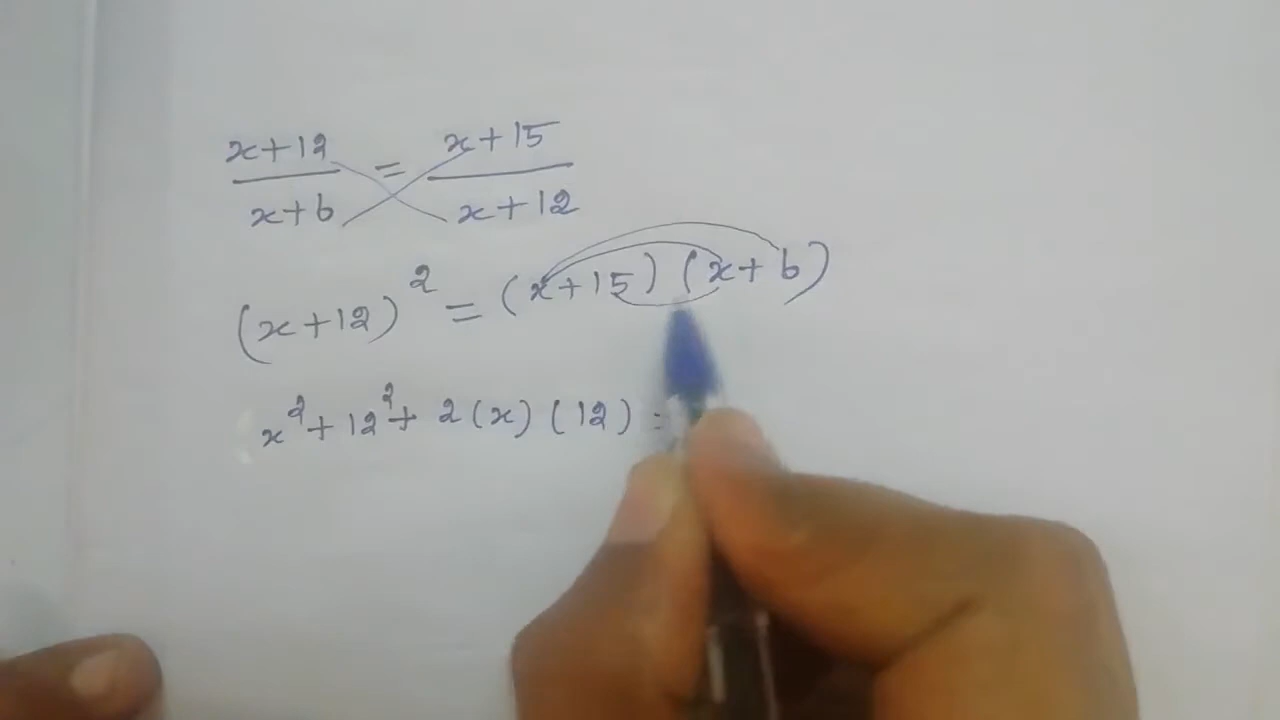 x+12/x+6 = x+15/x+12
(x+12)² = (x+15)(x+6)
x²+12²+ 2(x)(12) =